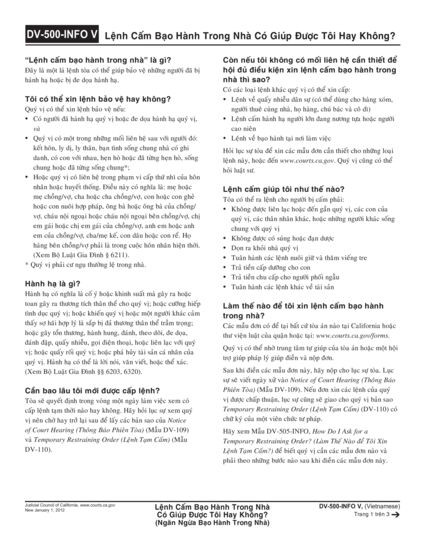 DV-500-INFO V Lệnh Cấm Bạo Hành Trong Nhà Có Giúp Được Tôi Hay Không?
“Lệnh cấm bạo hành trong nhà” là gì?
Đây là một lá lệnh tòa có thể giúp bảo vệ những người đã bị
hành hạ hoặc bị đe dọa hành hạ.
Tôi có thể xin lệnh bảo vệ hay không?
Quý vị có thể xin lệnh bảo vệ nếu:
• Có người đã hành hạ quý vị hoặc đe dọa hành hạ quý vị,
và
• Quý vị có một trong những mối liên hệ sau với người đó:
kết hôn, ly dị, ly thân, bạn tình sống chung nhà có ghi
danh, có con với nhau, hẹn hò hoặc đã từng hẹn hò, sống
chung hoặc đã từng sống chung*;
• Hoặc quý vị có liên hệ trong phạm vi cấp thứ nhì của hôn
nhân hoặc huyết thống. Điều này có nghĩa là: mẹ hoặc
mẹ chồng/vợ, cha hoặc cha chồng/vợ, con hoặc con ghẻ
hoặc con nuôi hợp pháp, ông bà hoặc ông bà của chồng/
vợ, cháu nội ngoại hoặc cháu nội ngoại bên chồng/vợ, chị
em gái hoặc chị em gái của chồng/vợ, anh em hoặc anh
em của chồng/vợ, cha/mẹ kế, con dâu hoặc con rể. Họ
hàng bên chồng/vợ phải là trong cuộc hôn nhân hiện thời.
(Xem Bộ Luật Gia Đình § 6211).
* Quý vị phải cư ngụ thường lệ trong nhà.
Hành hạ là gì?
Hành hạ có nghĩa là cố ý hoặc khinh suất mà gây ra hoặc
toan gây ra thương tích thân thể cho quý vị; hoặc cưỡng hiếp
tình dục quý vị; hoặc khiến quý vị hoặc một người khác cảm
thấy sợ hãi hợp lý là sắp bị đả thương thân thể trầm trọng;
hoặc gây tổn thương, hành hung, đánh, theo dõi, đe dọa,
đánh đập, quấy nhiễu, gọi điện thoại, hoặc liên lạc với quý
vị; hoặc quấy rối quý vị; hoặc phá hủy tài sản cá nhân của
quý vị. Hành hạ có thể là lời nói, văn viết, hoặc thể xác.
(Xem Bộ Luật Gia Đình §§ 6203, 6320).
Cần bao lâu tôi mới được cấp lệnh?
Tòa sẽ quyết định trong vòng một ngày làm việc xem có
cấp lệnh tạm thời nào hay không. Hãy hỏi lục sự xem quý
vị nên chờ hay trở lại sau để lấy các bản sao của Notice
of Court Hearing (Thông Báo Phiên Tòa) (Mẫu DV-109)
và Temporary Restraining Order (Lệnh Cấm Tạm) (Mẫu
DV-110).
Còn nếu tôi không có mối liên hệ cần thiết để
hội đủ điều kiện xin lệnh cấm bạo hành trong
nhà thì sao?
Có các loại lệnh khác quý vị có thể xin cấp:
• Lệnh về quấy nhiễu dân sự (có thể dùng cho hàng xóm,
người thuê cùng nhà, họ hàng, chú bác và cô dì)
• Lệnh cấm hành hạ người lớn đang nương tựa hoặc người
cao niên
• Lệnh về bạo hành tại nơi làm việc
Hỏi lục sự tòa để xin các mẫu đơn cần thiết cho những loại
lệnh này, hoặc đến www.courts.ca.gov. Quý vị cũng có thể
hỏi luật sư.
Lệnh cấm giúp tôi như thế nào?
Tòa có thể ra lệnh cho người bị cấm phải:
• Không được liên lạc hoặc đến gần quý vị, các con của
quý vị, các thân nhân khác, hoặc những người khác sống
chung với quý vị
• Không được có súng hoặc đạn dược
• Dọn ra khỏi nhà quý vị
• Tuân hành các lệnh nuôi giữ và thăm viếng trẻ
• Trả tiền cấp dưỡng cho con
• Trả tiền chu cấp cho người phối ngẫu
• Tuân hành các lệnh khác về tài sản
Làm thế nào để tôi xin lệnh cấm bạo hành
trong nhà?
Các mẫu đơn có để tại bất cứ tòa án nào tại California hoặc
thư viện luật của quận hoặc tại: www.courts.ca.gov/forms.
Quý vị có thể nhờ trung tâm tự giúp của tòa án hoặc một hội
trợ giúp pháp lý giúp điền và nộp đơn.
Sau khi điền các mẫu đơn này, hãy nộp cho lục sự tòa. Lục
sự sẽ viết ngày xử vào Notice of Court Hearing (Thông Báo
Phiên Tòa) (Mẫu DV-109). Nếu đơn xin các lệnh của quý
vị được chấp thuận, lục sự cũng sẽ giao cho quý vị bản sao
Temporary Restraining Order (Lệnh Cấm Tạm) (DV-110) có
chữ ký của một viên chức tư pháp.
Hãy xem Mẫu DV-505-INFO, How Do I Ask for a
Temporary Restraining Order? (Làm Thế Nào để Tôi Xin
Lệnh Cấm Tạm?) để biết quý vị cần các mẫu đơn nào và
phải theo những bước nào sau khi điền các mẫu đơn này.
Judicial Council of California, www.courts.ca.gov
New January 1, 2012
Lệnh Cấm Bạo Hành Trong Nhà
Có Giúp Được Tôi Hay Không?
(Ngăn Ngừa Bạo Hành Trong Nhà)
DV-500-INFO V, (Vietnamese)
Trang 1 trên 3 →